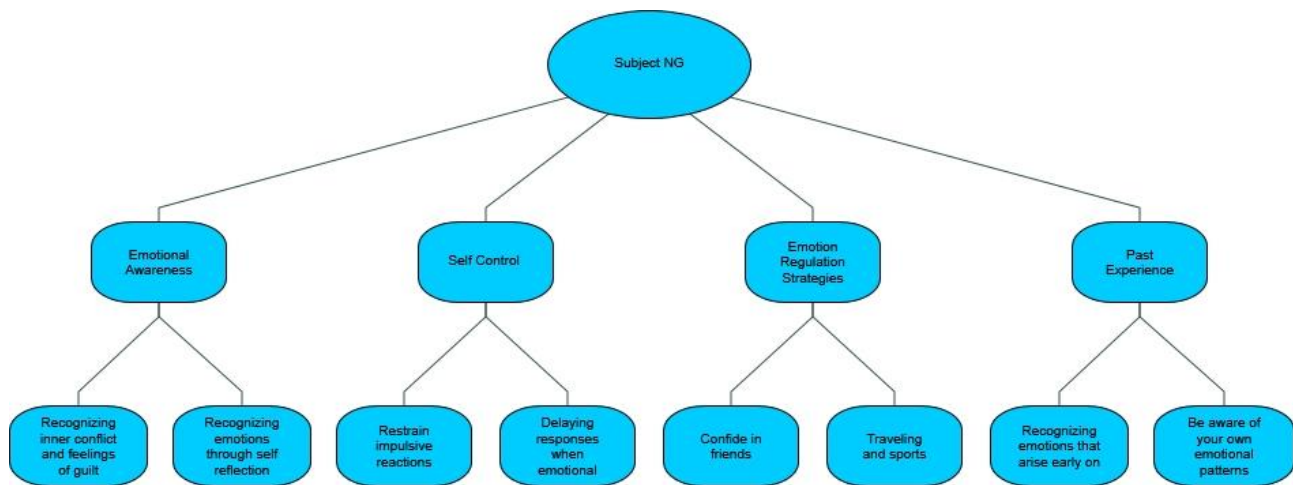 Subject NG
Emotional
Awareness
Self Control
Emotion
Regulation
Strategies
Past
Experience
Recognizing
inner conflict
and feelings
of guilt
Recognizing
emotions
through self
reflection
Restrain
impulsive
reactions
Delaying
responses
when
emotional
Confide in
friends
Traveling
and sports
Recognizing
emotions that
arise early on
Be aware of
your own
emotional
patterns